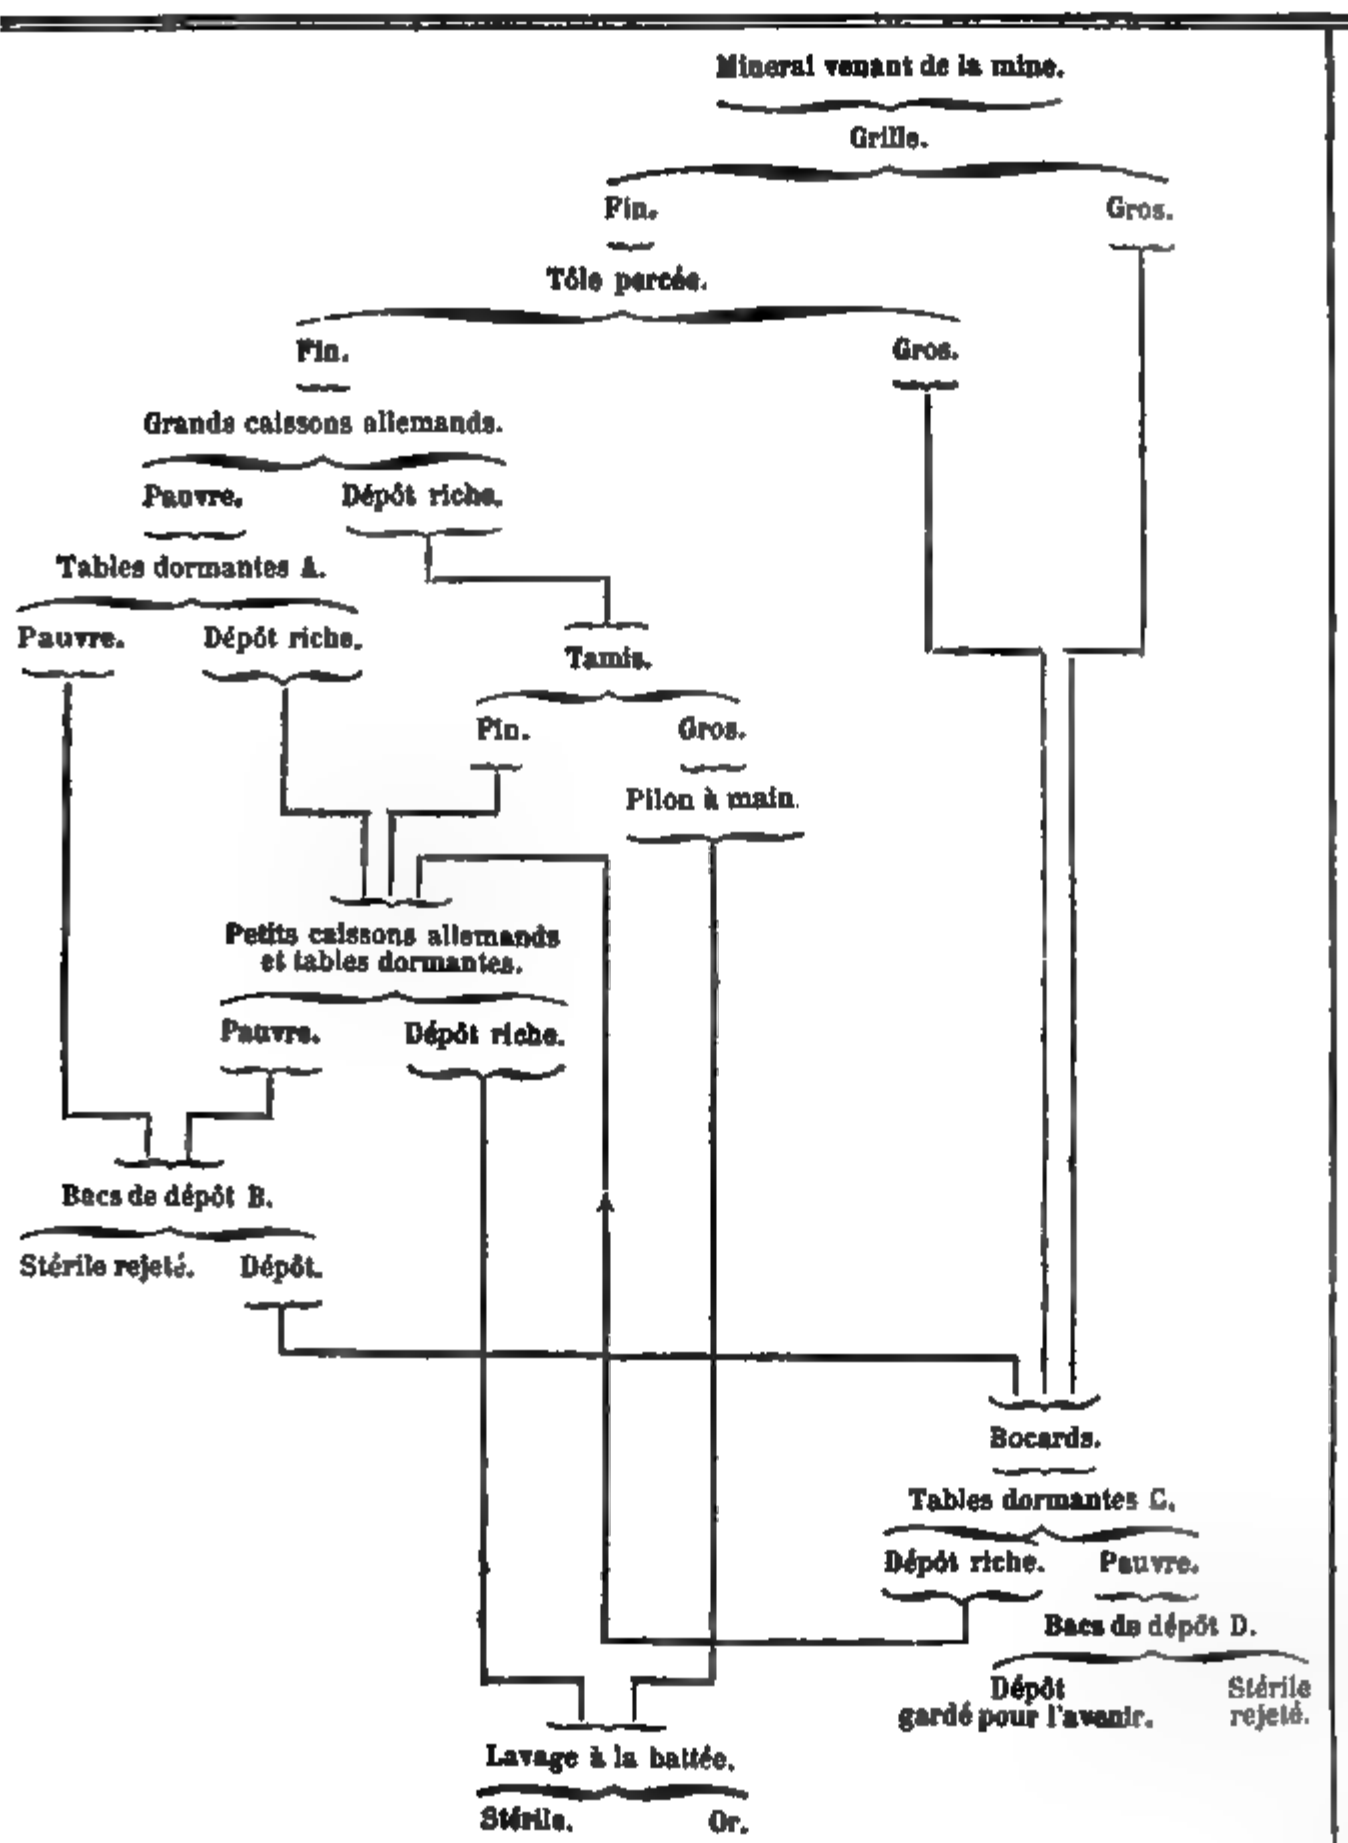 Minerai venant de la mine.
Grille.
Fin. Gros.
Tôle percée.
Fin. Gros.
Grands caissons allemands.
Pauvre. Dépôt riche.
Tables dormantes A.
Pauvre. Dépôt riche.
Tamis.
Fin. Gros.
Pilon à main.
Petits caissons allemands
et tables dormantes.
Pauvre. Dépôt riche.
Bacs de dépôt B.
Stérile rejeté. Dépôt.
Bocards.
Tables dormantes C.
Dépôt riche. Pauvre.
Bacs de dépôt D.
Dépôt
gardé pour l'avenir.
Stérile
rejeté.
Lavage à la battée.
Stérile. Or.